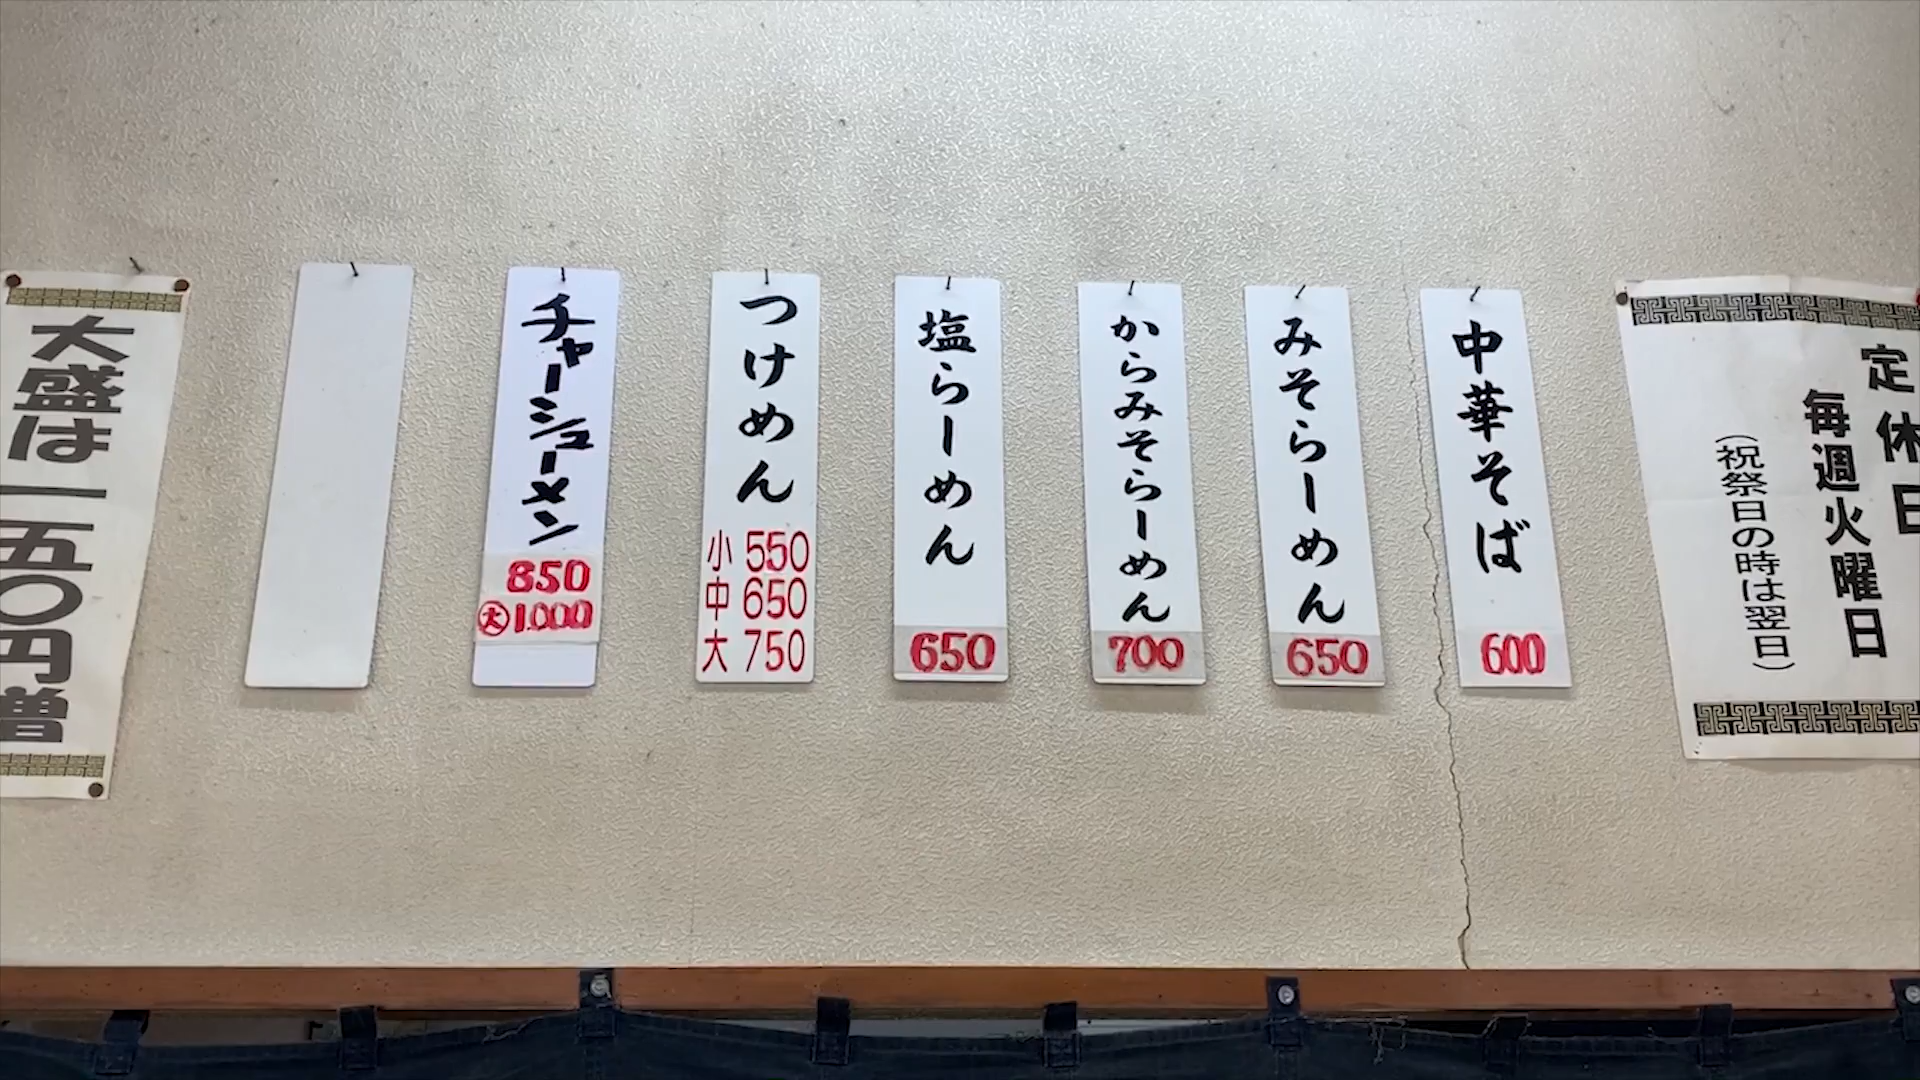 定休日
毎週火曜日
(祝祭日の時は翌日)
中華そば
600
みそらーめん
650
からみそらーめん
700
塩らーめん
650
つけめん
小 550
中 650
大 750
チャーシューメン
850
大 1.000
大盛は一五〇円増